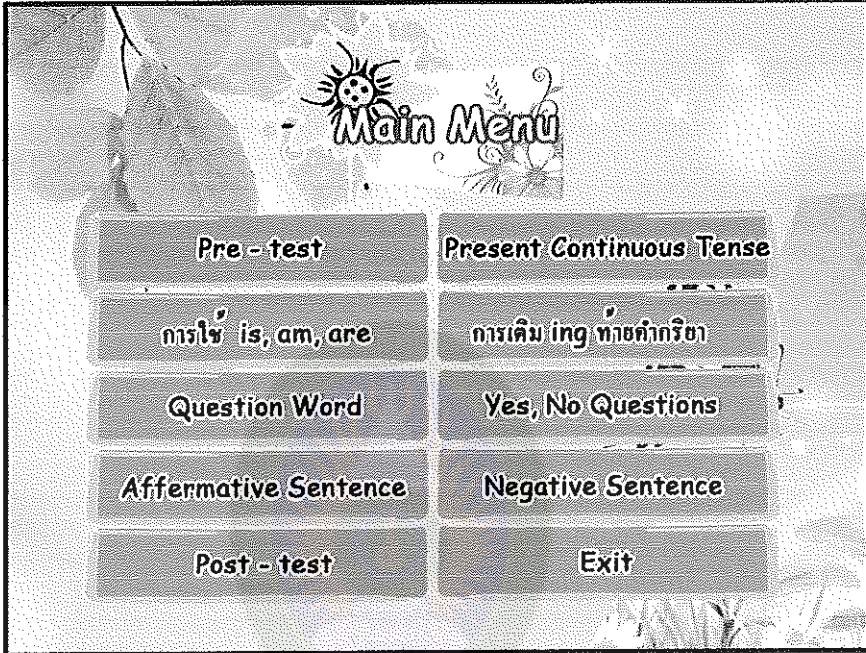 Main Menu
Pre - test
Present Continuous Tense
การใช้ is, am, are
การเติม ing ท้ายคำกริยา
Question Word
Yes, No Questions
Affermative Sentence
Negative Sentence
Post - test
Exit